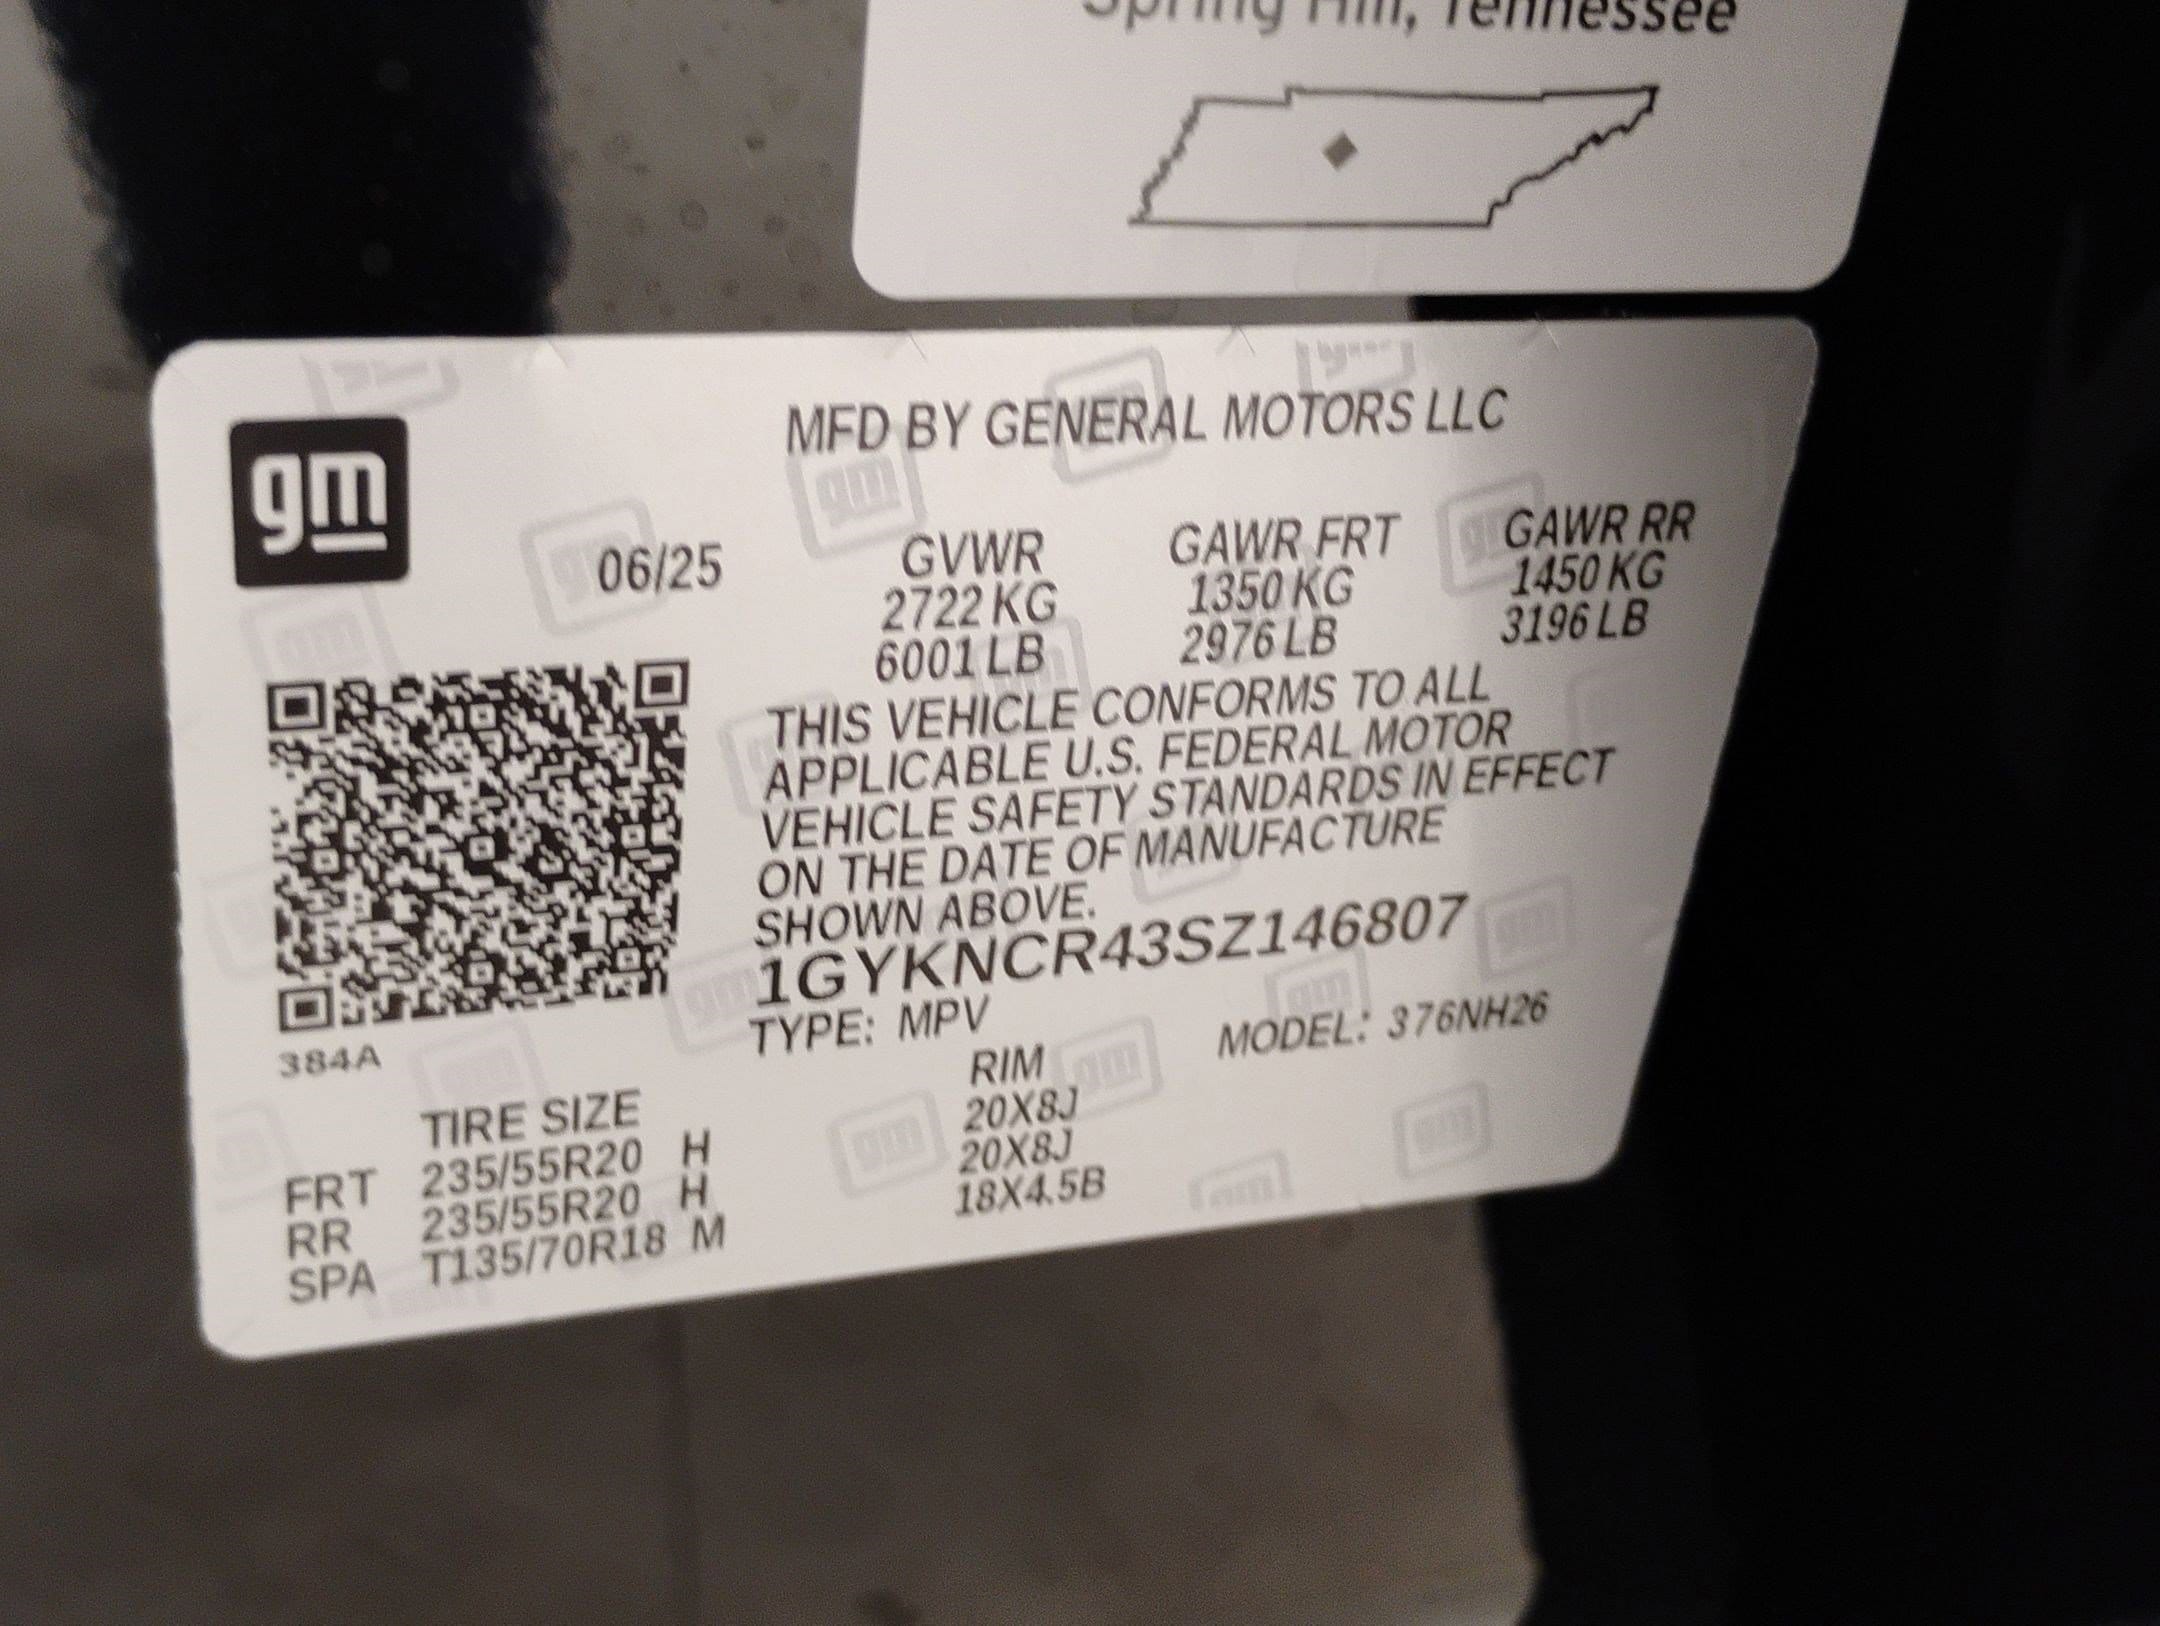 Spring Hill, Tennessee
gm
MFD BY GENERAL MOTORS LLC
06/25
GVWR GAWR FRT GAWR RR
2722 KG 1350 KG 1450 KG
6001 LB 2976 LB 3196 LB
THIS VEHICLE CONFORMS TO ALL
APPLICABLE U.S. FEDERAL MOTOR
VEHICLE SAFETY STANDARDS IN EFFECT
ON THE DATE OF MANUFACTURE
SHOWN ABOVE.
1GYKNCR43SZ146807
TYPE: MPV MODEL: 376NH26
384A
TIRE SIZE RIM
FRT 235/55R20 H 20X8J
RR 235/55R20 H 20X8J
SPA T135/70R18 M 18X4.5B